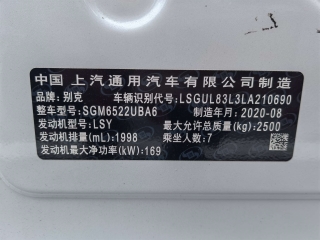 中国 上汽通用汽车有限公司制造
品牌:别克 车辆识别代号:LSGUL83L3LA210690
整车型号:SGM6522UBA6 制造年月:2020-08
发动机型号:LSY 最大允许总质量(kg):2500
发动机排量(mL):1998 乘坐人数:7
发动机最大净功率(kW):169